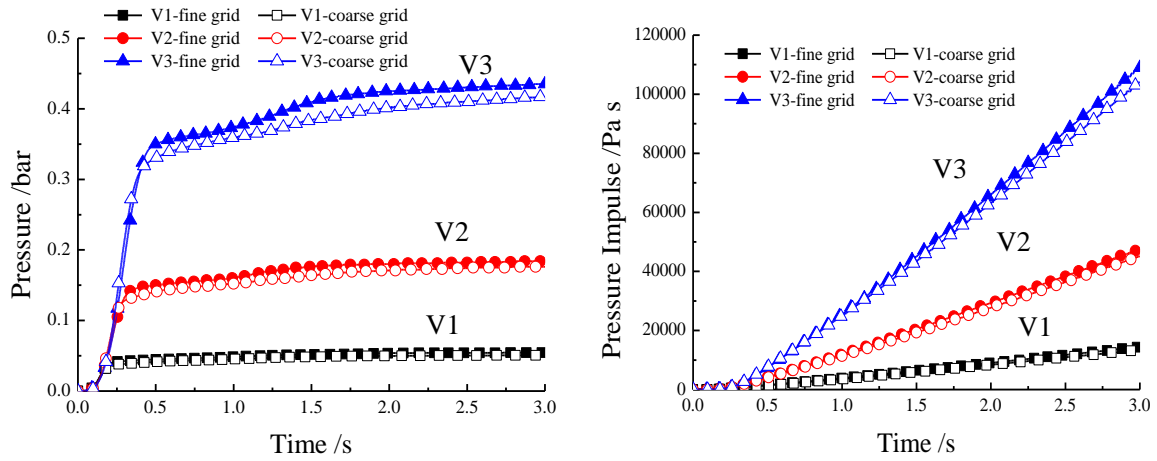 V1-fine grid V1-coarse grid
V2-fine grid V2-coarse grid
V3-fine grid V3-coarse grid
0.5
0.4
0.3
0.2
0.1
0.0
Pressure /bar
V3
V2
V1
0.0 0.5 1.0 1.5 2.0 2.5 3.0
Time /s
120000
100000
80000
60000
40000
20000
0
Pressure Impulse /Pa s
V1-fine grid V1-coarse grid
V2-fine grid V2-coarse grid
V3-fine grid V3-coarse grid
V3
V2
V1
0.0 0.5 1.0 1.5 2.0 2.5 3.0
Time /s